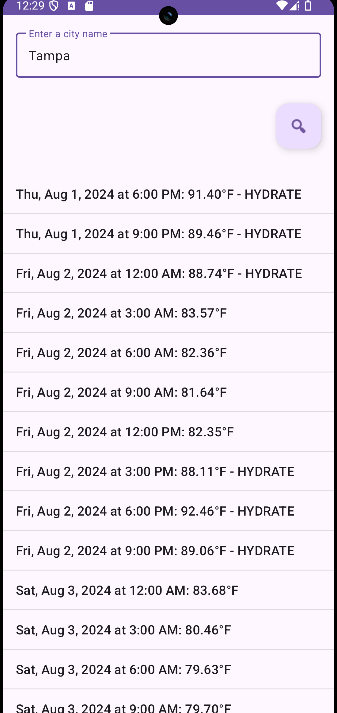 12:29
Enter a city name
Tampa
Thu, Aug 1, 2024 at 6:00 PM: 91.40°F - HYDRATE
Thu, Aug 1, 2024 at 9:00 PM: 89.46°F - HYDRATE
Fri, Aug 2, 2024 at 12:00 AM: 88.74°F - HYDRATE
Fri, Aug 2, 2024 at 3:00 AM: 83.57°F
Fri, Aug 2, 2024 at 6:00 AM: 82.36°F
Fri, Aug 2, 2024 at 9:00 AM: 81.64°F
Fri, Aug 2, 2024 at 12:00 PM: 82.35°F
Fri, Aug 2, 2024 at 3:00 PM: 88.11°F - HYDRATE
Fri, Aug 2, 2024 at 6:00 PM: 92.46°F - HYDRATE
Fri, Aug 2, 2024 at 9:00 PM: 89.06°F - HYDRATE
Sat, Aug 3, 2024 at 12:00 AM: 83.68°F
Sat, Aug 3, 2024 at 3:00 AM: 80.46°F
Sat, Aug 3, 2024 at 6:00 AM: 79.63°F
Sat, Aug 3, 2024 at 9:00 AM: 79.70°F